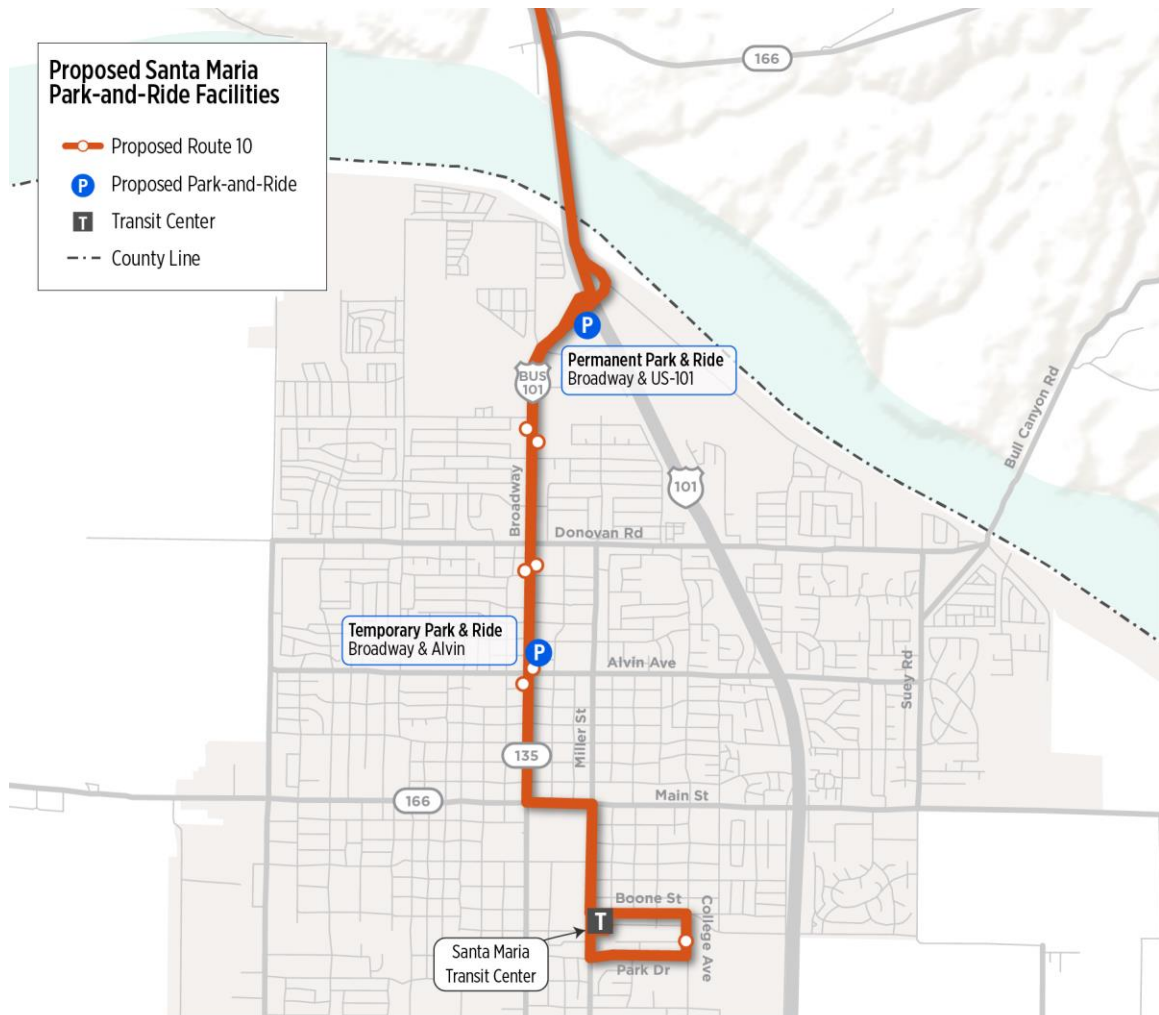 Proposed Santa Maria
Park-and-Ride Facilities
Proposed Route 10
P
Proposed Park-and-Ride
T
Transit Center
County Line
166
P
Permanent Park & Ride
Broadway & US-101
BUS
101
Bull Canyon Rd
101
Broadway
Donovan Rd
Temporary Park & Ride
Broadway & Alvin
P
Alvin Ave
Suey Rd
Miller St
135
166
Main St
Boone St
T
College Ave
Santa Maria
Transit Center
Park Dr